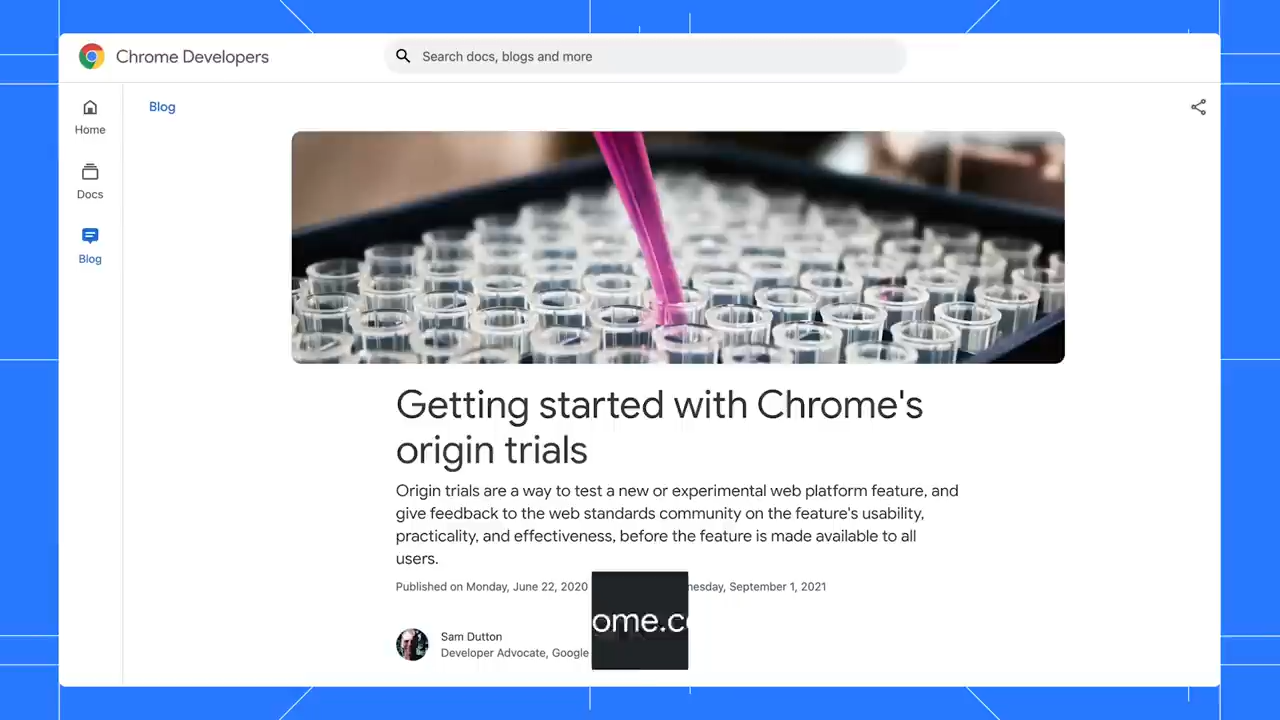 Chrome Developers
Search docs, blogs and more
Home
Docs
Blog
Blog
Getting started with Chrome's
origin trials
Origin trials are a way to test a new or experimental web platform feature, and
give feedback to the web standards community on the feature's usability,
practicality, and effectiveness, before the feature is made available to all
users.
Published on Monday, June 22, 2020
September 1, 2021
Sam Dutton
Developer Advocate, Google